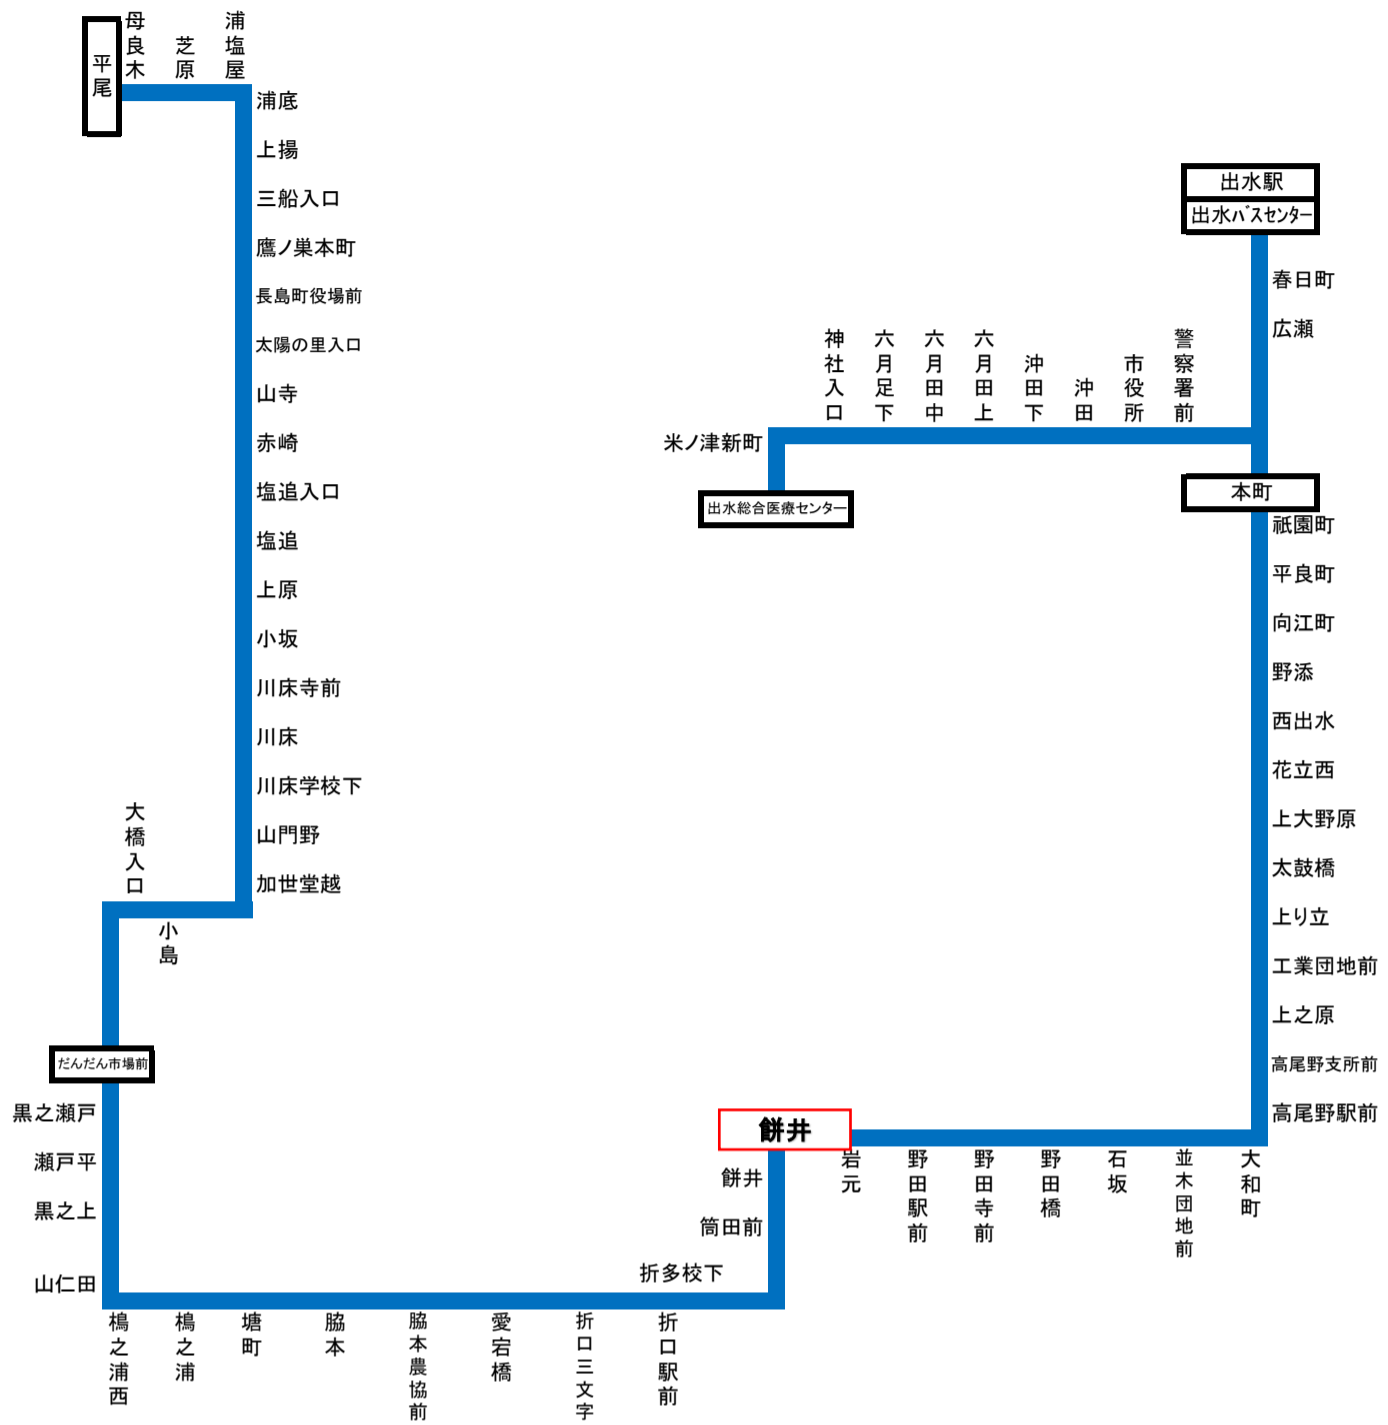 平尾
母良木
芝原
浦塩屋
浦底
上揚
三船入口
鷹ノ巣本町
長島町役場前
太陽の里入口
山寺
赤崎
塩追入口
塩追
上原
小坂
川床寺前
川床
川床学校下
山門野
加世堂越
小島
大橋入口
だんだん市場前
黒之瀬戸
瀬戸平
黒之上
山仁田
槝之浦西
槝之浦
塘町
脇本
脇本農協前
愛宕橋
折口三文字
折口駅前
折多校下
筒田前
餅井
餅井
岩元
野田駅前
野田寺前
野田橋
石坂
並木団地前
大和町
高尾野駅前
高尾野支所前
上之原
工業団地前
上り立
太鼓橋
上大野原
花立西
西出水
野添
向江町
平良町
祇園町
本町
警察署前
市役所
沖田
沖田下
六月田上
六月田中
六月足下
神社入口
米ノ津新町
出水総合医療センター
広瀬
春日町
出水バスセンター
出水駅